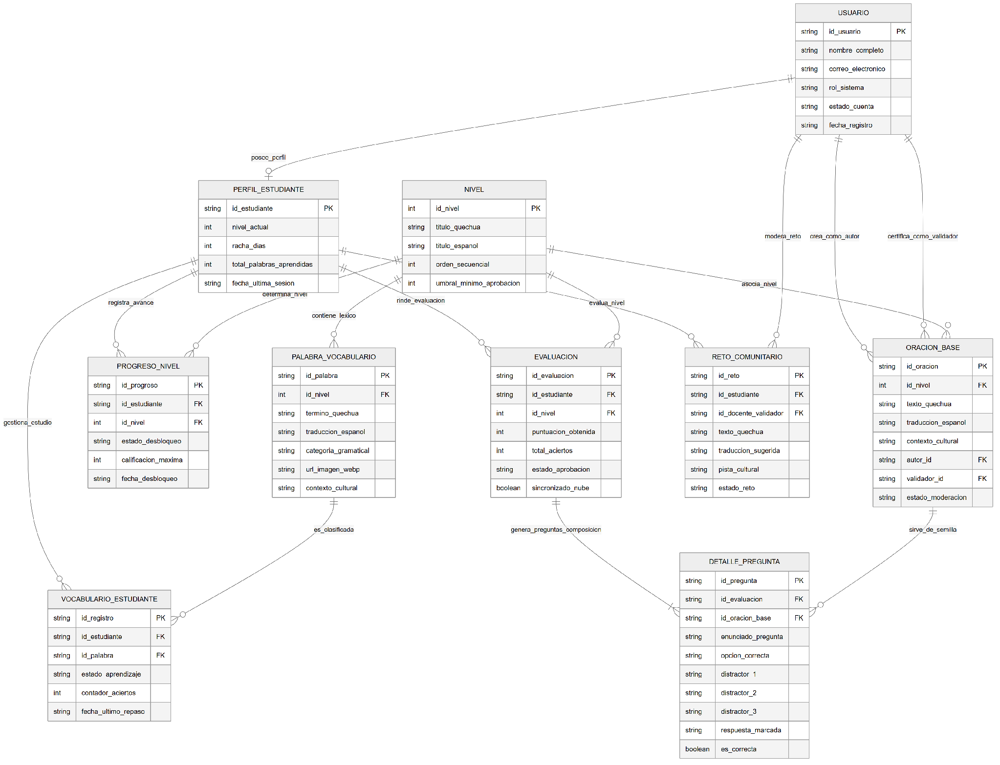 USUARIO
string id_usuario PK
string nombre_completo
string correo_electronico
string rol_sistema
string estado_cuenta
string fecha_registro
posee_perfil
PERFIL_ESTUDIANTE
string id_estudiante PK
int nivel_actual
int racha_dias
int total_palabras_aprendidas
string fecha_ultima_sesion
NIVEL
int id_nivel PK
string titulo_quechua
string titulo_espanol
int orden_secuencial
int umbral_minimo_aprobacion
modera_reto
crea_como_autor
certifica_como_validador
asocia_nivel
determina_nivel
registra_avance
rinde_evaluacion
evalua_nivel
contiene_lexico
gestiona_estudio
PROGRESO_NIVEL
string id_progreso PK
string id_estudiante FK
int id_nivel FK
string estado_desbloqueo
int calificacion_maxima
string fecha_desbloqueo
PALABRA_VOCABULARIO
string id_palabra PK
int id_nivel FK
string termino_quechua
string traduccion_espanol
string categoria_gramatical
string url_imagen_webp
string contexto_cultural
EVALUACION
string id_evaluacion PK
string id_estudiante FK
int id_nivel FK
int puntuacion_obtenida
int total_aciertos
string estado_aprobacion
boolean sincronizado_nube
RETO_COMUNITARIO
string id_reto PK
string id_estudiante FK
string id_docente_validador FK
string texto_quechua
string traduccion_sugerida
string pista_cultural
string estado_reto
ORACION_BASE
string id_oracion PK
int id_nivel FK
string texto_quechua
string traduccion_espanol
string contexto_cultural
string autor_id FK
string validador_id FK
string estado_moderacion
es_clasificada
genera_preguntas_composicion
sirve_de_semilla
VOCABULARIO_ESTUDIANTE
string id_registro PK
string id_estudiante FK
string id_palabra FK
string estado_aprendizaje
int contador_aciertos
string fecha_ultimo_repaso
DETALLE_PREGUNTA
string id_pregunta PK
string id_evaluacion FK
string id_oracion_base FK
string enunciado_pregunta
string opcion_correcta
string distractor_1
string distractor_2
string distractor_3
string respuesta_marcada
boolean es_correcta